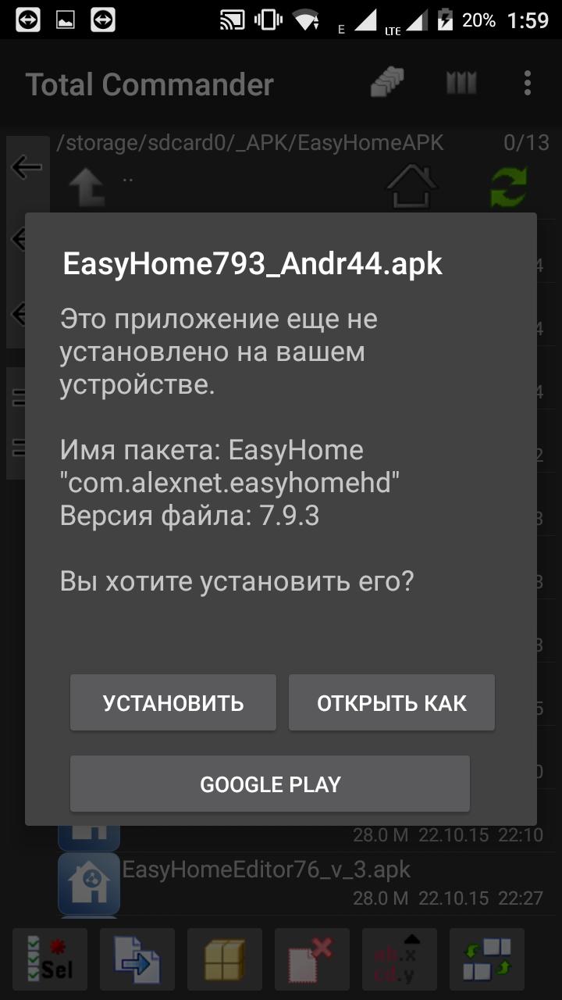 E
LTE
20%
1:59
Total Commander
/storage/sdcard0/_APK/EasyHomeAPK
0/13
..
EasyHome793_Andr44.apk
Это приложение еще не
установлено на вашем
устройстве.
Имя пакета: EasyHome
"com.alexnet.easyhomehd"
Версия файла: 7.9.3
Вы хотите установить его?
УСТАНОВИТЬ
ОТКРЫТЬ КАК
GOOGLE PLAY
28.0 M 22.10.15 22:10
EasyHomeEditor76_v_3.apk
28.0 M 22.10.15 22:27
Sel
ab.x
cd.y